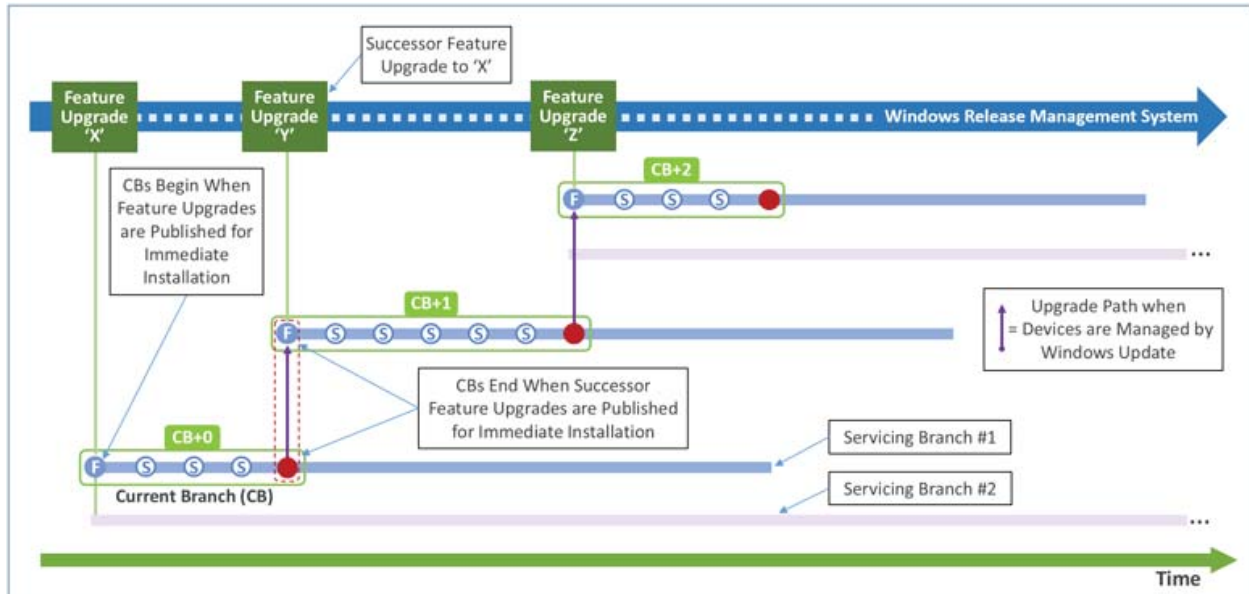 Successor Feature
Upgrade to ‘X’
Feature
Upgrade
‘X’
Feature
Upgrade
‘Y’
Feature
Upgrade
‘Z’
Windows Release Management System
CBs Begin When
Feature Upgrades
are Published for
Immediate
Installation
CB+2
F
S
S
S
...
CB+1
F
S
S
S
S
S
Upgrade Path when
= Devices are Managed by
Windows Update
CBs End When Successor
Feature Upgrades are Published
for Immediate Installation
CB+0
F
S
S
S
Current Branch (CB)
Servicing Branch #1
Servicing Branch #2
...
Time